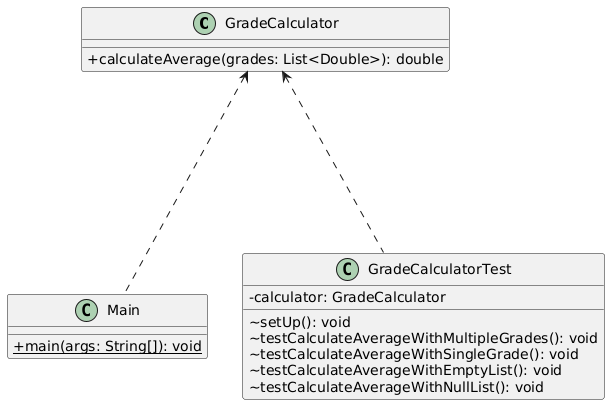 C GradeCalculator
+calculateAverage(grades: List<Double>): double
C Main
+main(args: String[]): void
C GradeCalculatorTest
-calculator: GradeCalculator
~setUp(): void
~testCalculateAverageWithMultipleGrades(): void
~testCalculateAverageWithSingleGrade(): void
~testCalculateAverageWithEmptyList(): void
~testCalculateAverageWithNullList(): void